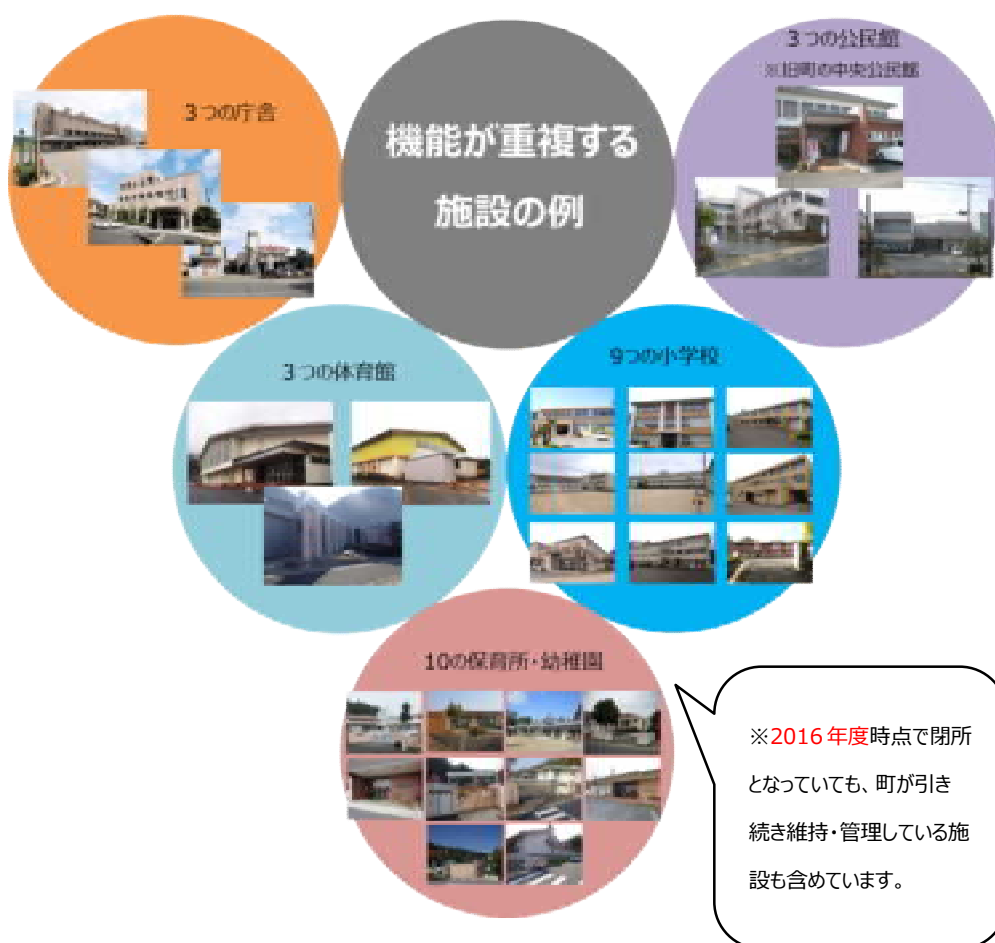 3つの庁舎
機能が重複する
施設の例
3つの公民館
※旧町の中央公民館
3つの体育館
9つの小学校
10の保育所・幼稚園
※2016年度時点で閉所
となっていても、町が引き
続き維持・管理している施
設も含めています。